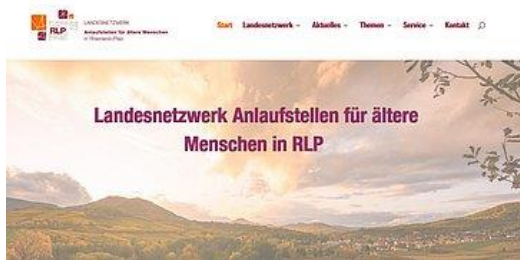 RLP
LANDESNETZWERK
Anlaufstellen für ältere Menschen
in Rheinland-Pfalz
Start Landesnetzwerk Aktuelles Themen Service Kontakt
Landesnetzwerk Anlaufstellen für ältere
Menschen in RLP